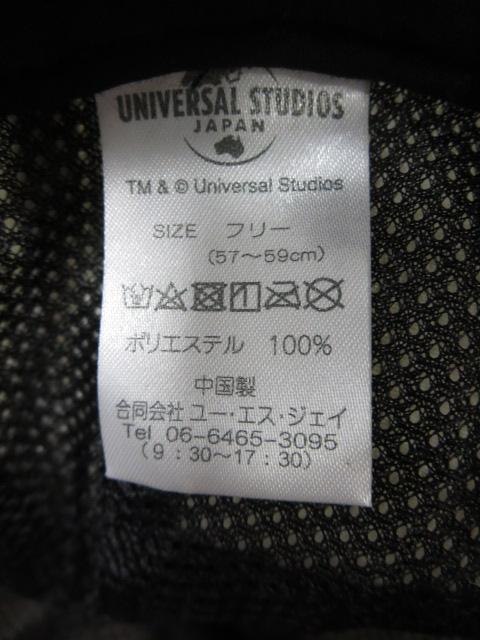 UNIVERSAL STUDIOS
JAPAN
TM & © Universal Studios
SIZE フリー
(57～59cm)
ポリエステル 100%
中国製
合同会社 ユー・エス・ジェイ
Tel 06-6465-3095
(9:30～17:30)